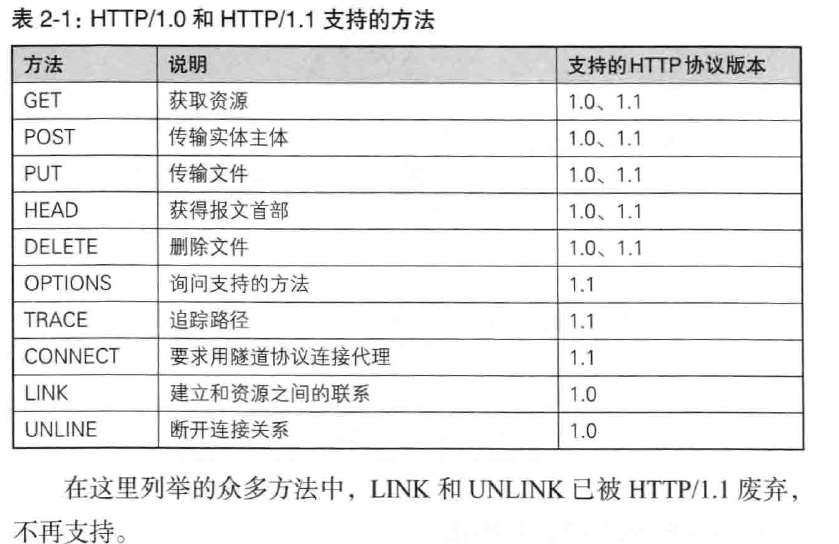 表 2-1：HTTP/1.0 和 HTTP/1.1 支持的方法
方法 说明 支持的HTTP协议版本
GET 获取资源 1.0、1.1
POST 传输实体主体 1.0、1.1
PUT 传输文件 1.0、1.1
HEAD 获得报文首部 1.0、1.1
DELETE 删除文件 1.0、1.1
OPTIONS 询问支持的方法 1.1
TRACE 追踪路径 1.1
CONNECT 要求用隧道协议连接代理 1.1
LINK 建立和资源之间的联系 1.0
UNLINE 断开连接关系 1.0
在这里列举的众多方法中，LINK 和 UNLINK 已被 HTTP/1.1 废弃，
不再支持。